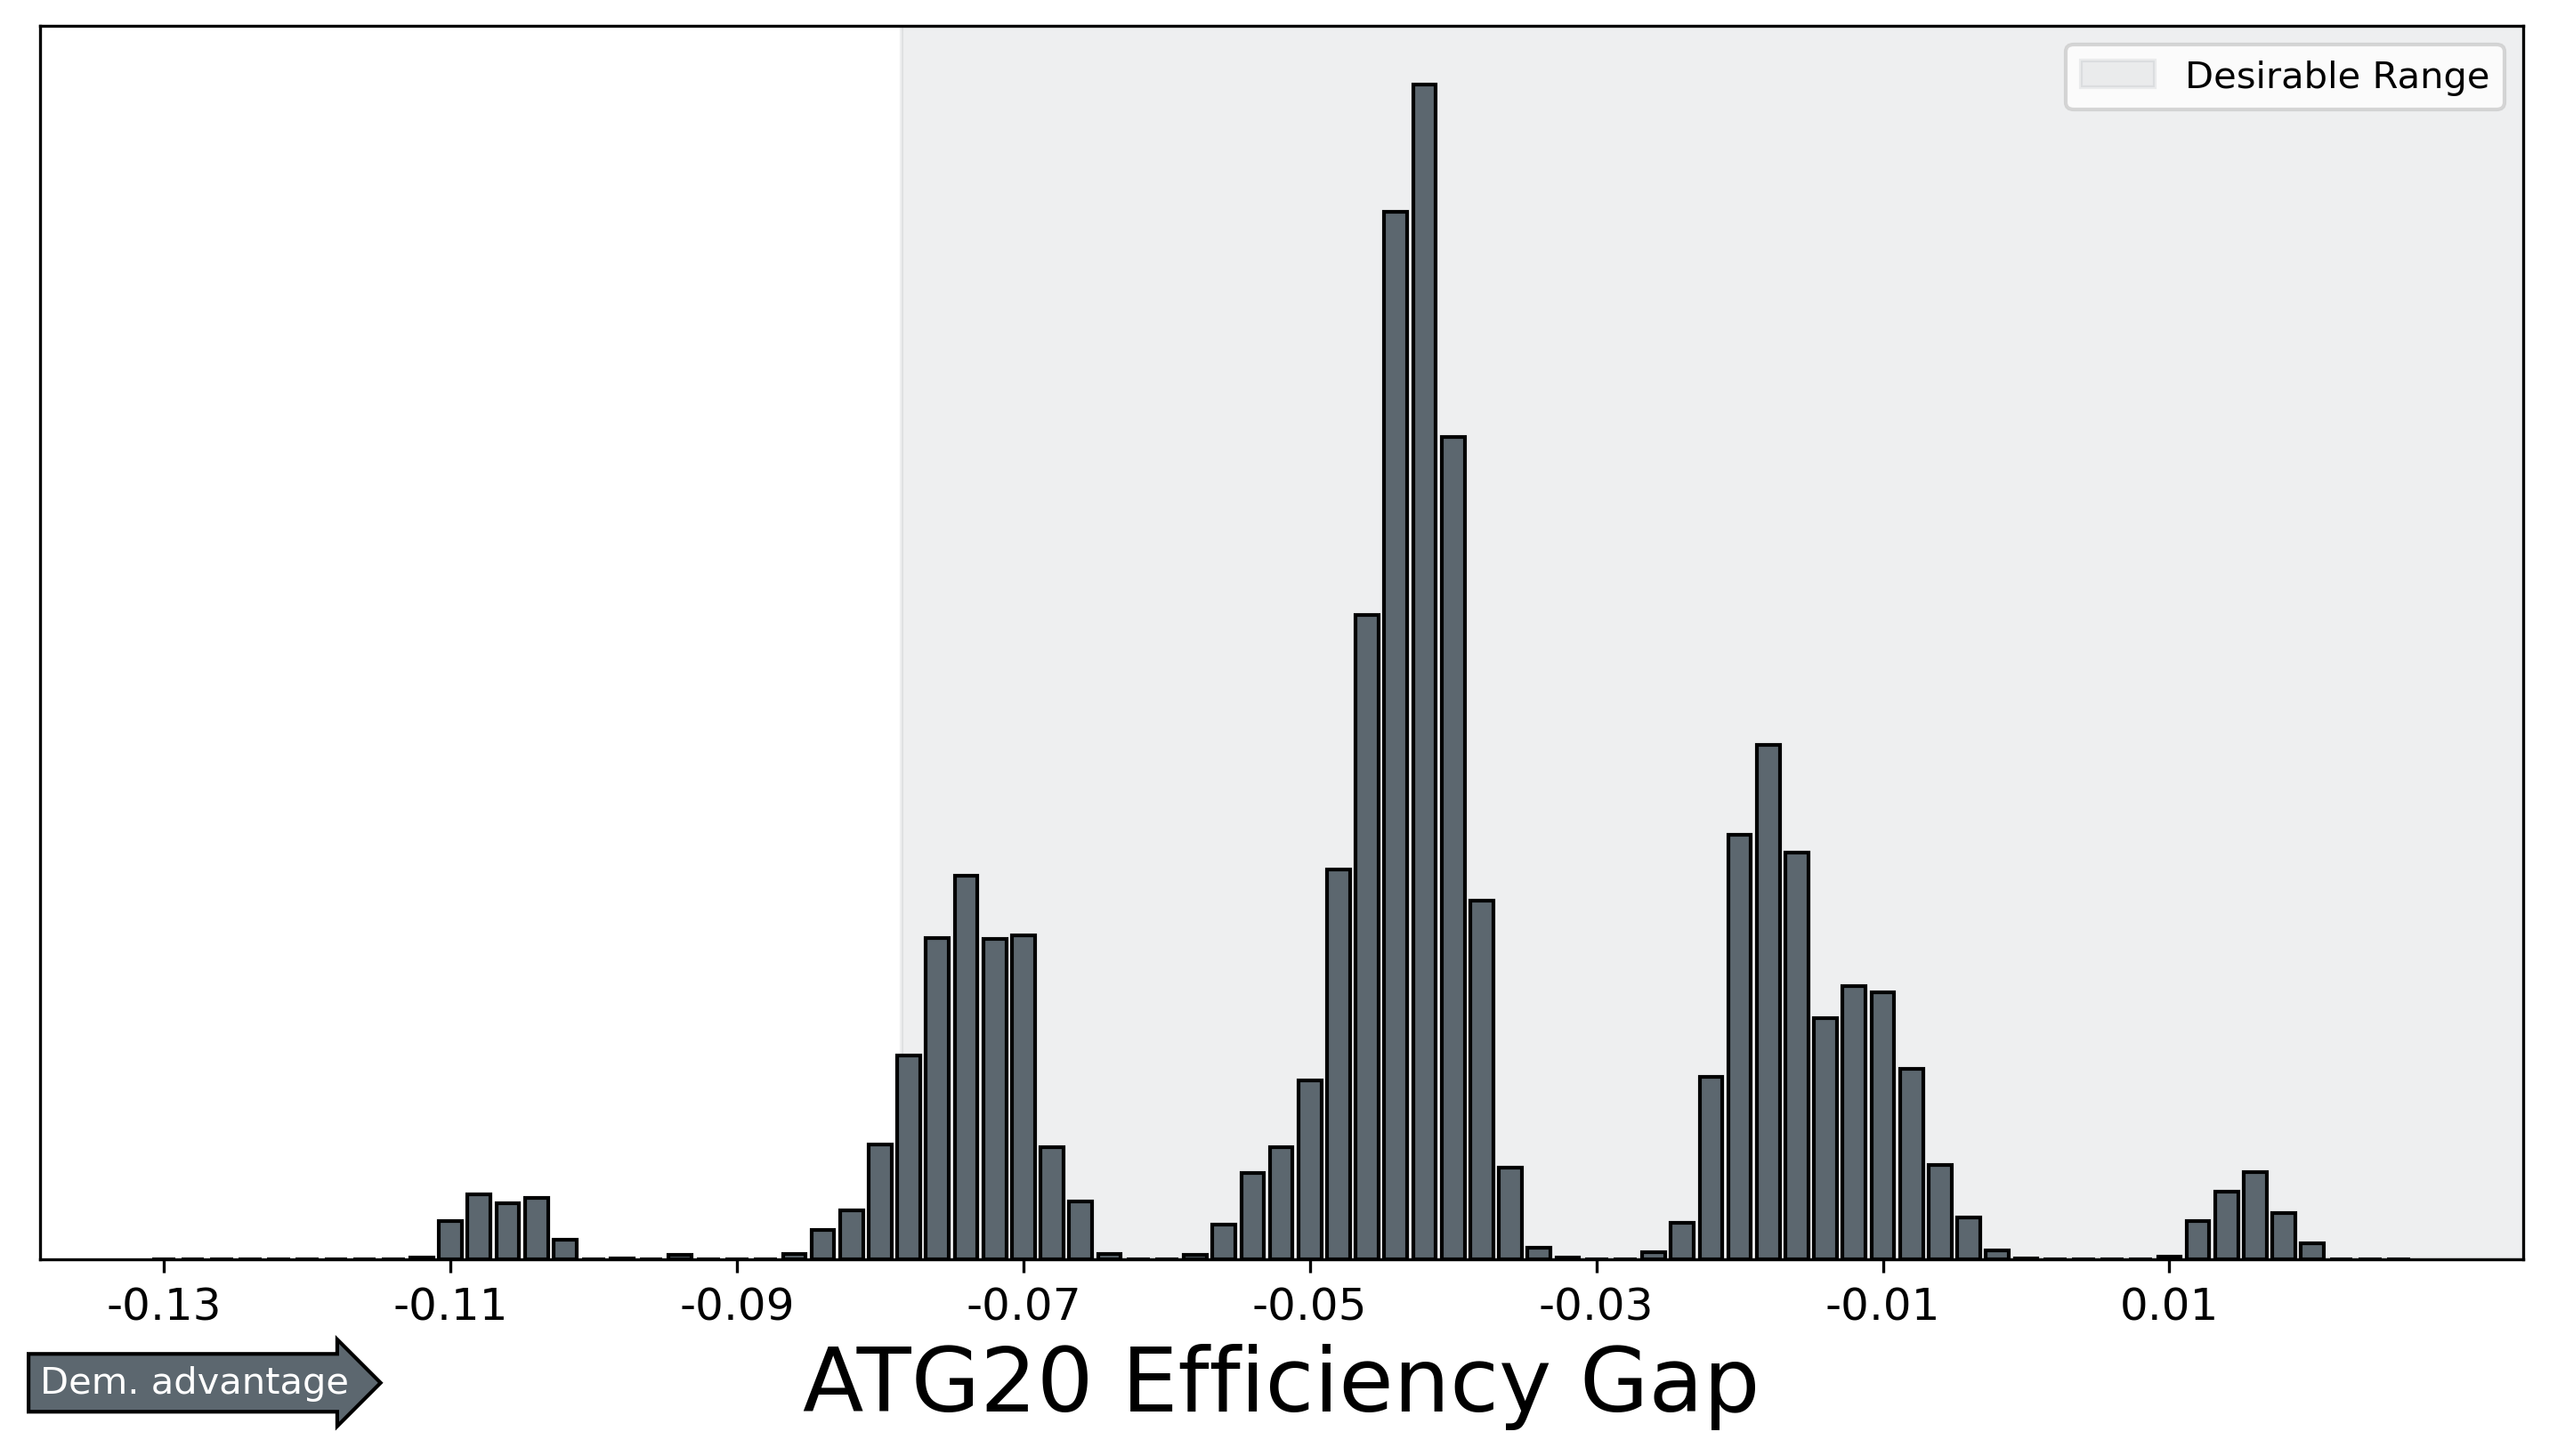 Desirable Range
-0.13 -0.11 -0.09 -0.07 -0.05 -0.03 -0.01 0.01
Dem. advantage
ATG20 Efficiency Gap